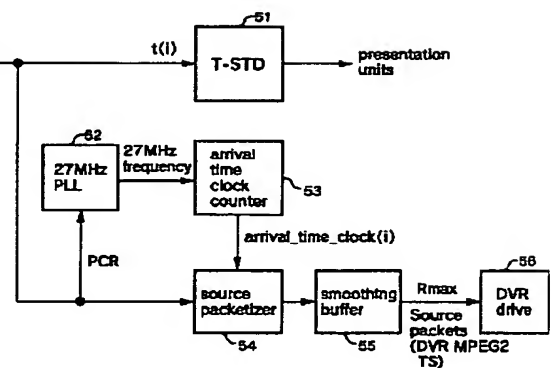 51
t(i)
T-STD
presentation
units
52
27MHz
PLL
27MHz
frequency
arrival
time
clock
counter
53
arrival_time_clock(i)
PCR
source
packetizer
54
smoothing
buffer
55
Rmax
Source
packets
(DVR MPEG2
TS)
56
DVR
drive